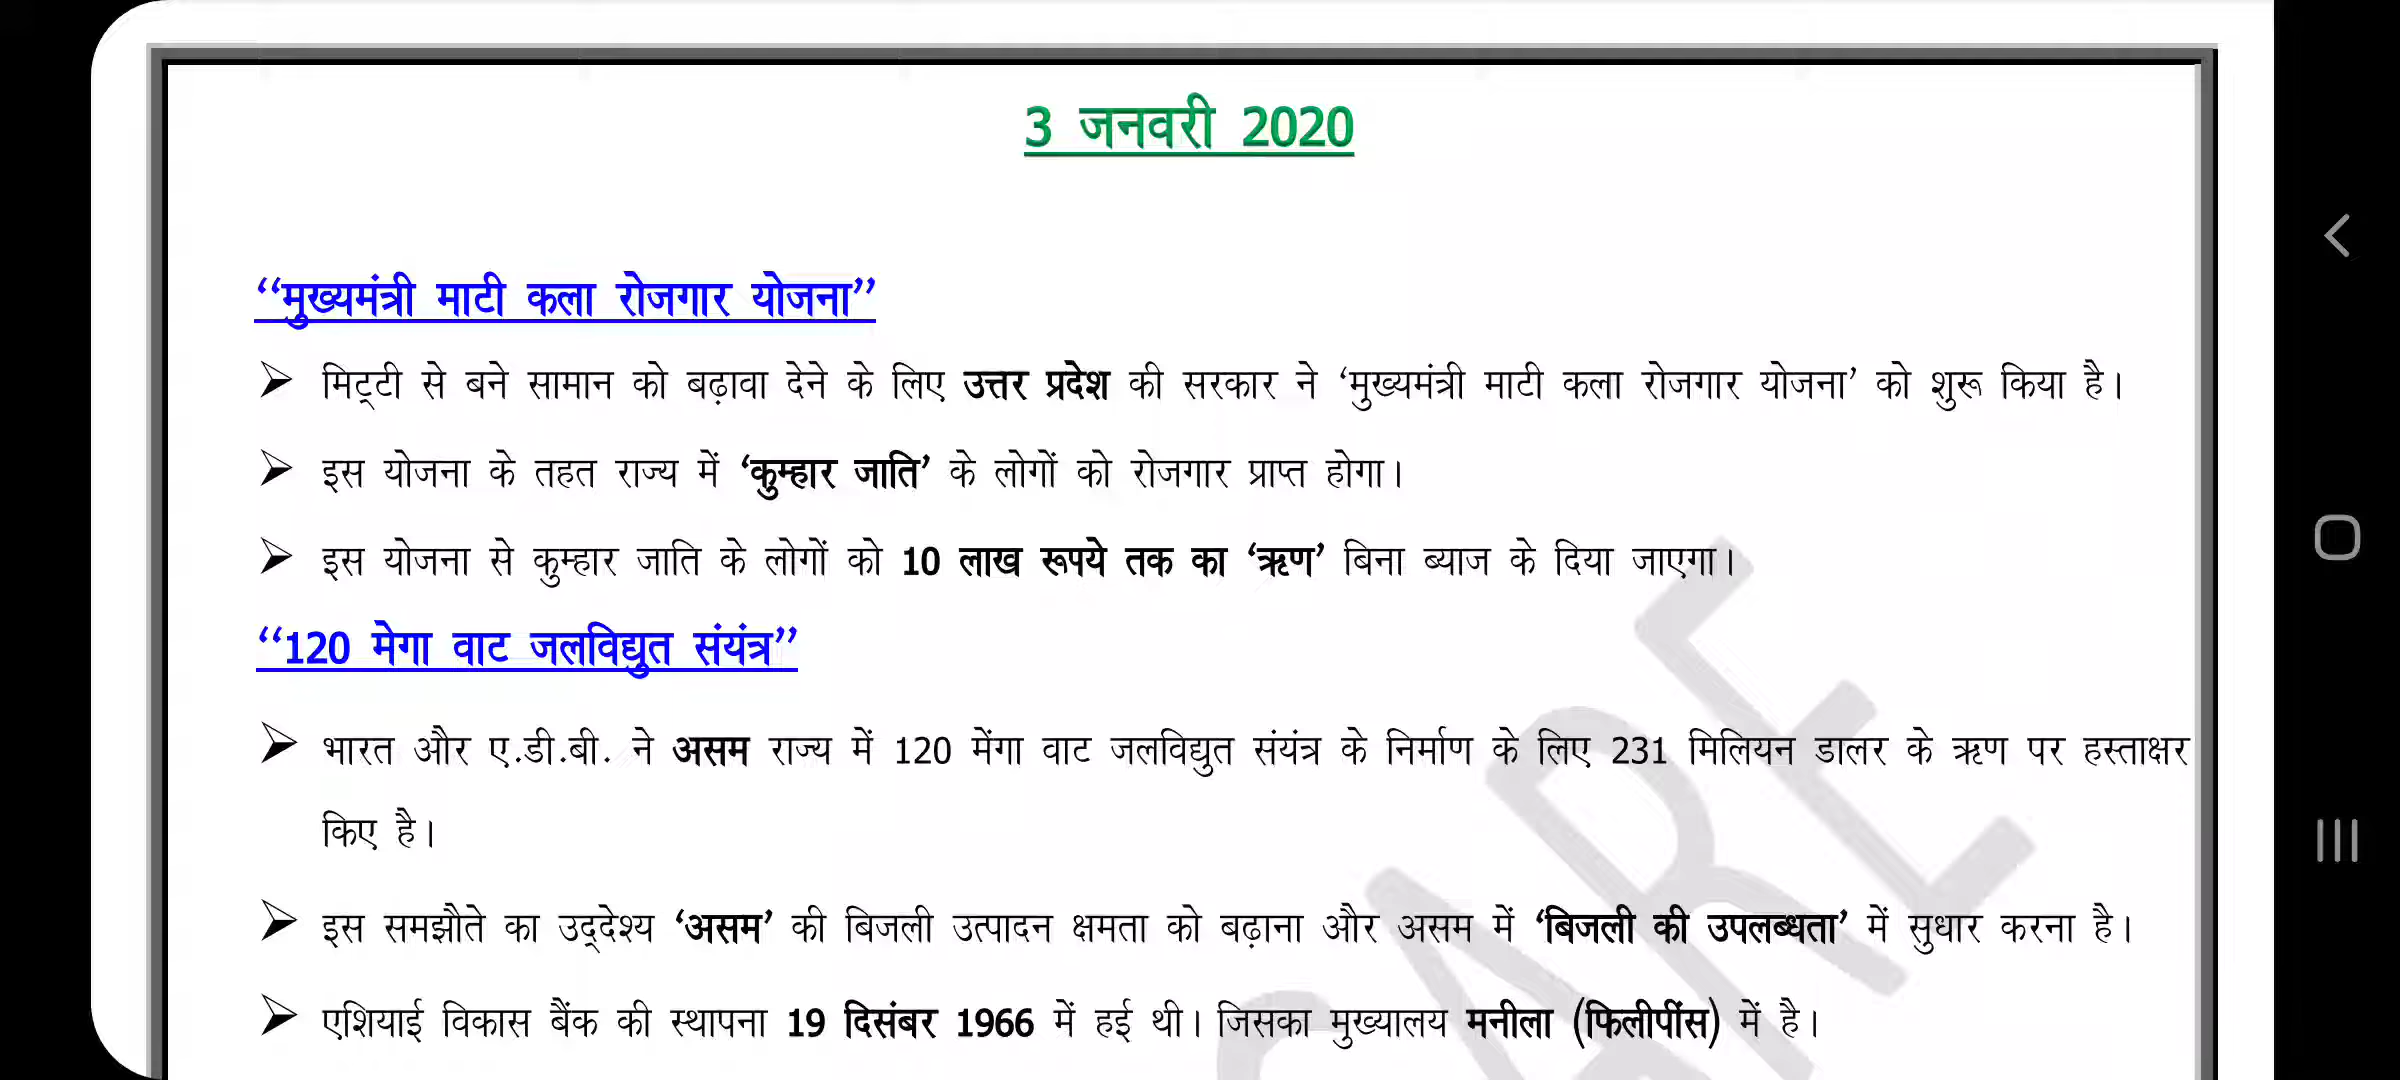 3 जनवरी 2020
‘‘मुख्यमंत्री माटी कला रोजगार योजना’’
➢ मिट्टी से बने सामान को बढ़ावा देने के लिए उत्तर प्रदेश की सरकार ने ‘मुख्यमंत्री माटी कला रोजगार योजना’ को शुरू किया है।
➢ इस योजना के तहत राज्य में ‘कुम्हार जाति’ के लोगों को रोजगार प्राप्त होगा।
➢ इस योजना से कुम्हार जाति के लोगों को 10 लाख रूपये तक का ‘ऋण’ बिना ब्याज के दिया जाएगा।
‘‘120 मेगा वाट जलविद्युत संयंत्र’’
➢ भारत और ए.डी.बी. ने असम राज्य में 120 मेंगा वाट जलविद्युत संयंत्र के निर्माण के लिए 231 मिलियन डालर के ऋण पर हस्ताक्षर
किए है।
➢ इस समझौते का उद्देश्य ‘असम’ की बिजली उत्पादन क्षमता को बढ़ाना और असम में ‘बिजली की उपलब्धता’ में सुधार करना है।
➢ एशियाई विकास बैंक की स्थापना 19 दिसंबर 1966 में हई थी। जिसका मुख्यालय मनीला (फिलीपींस) में है।
CARE